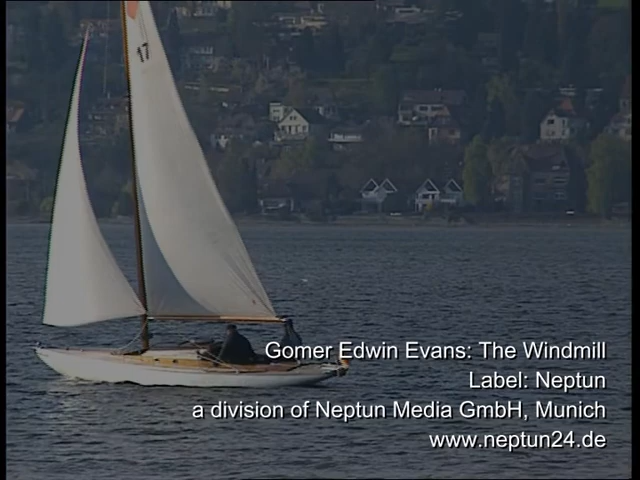 17
Gomer Edwin Evans: The Windmill
Label: Neptun
a division of Neptun Media GmbH, Munich
www.neptun24.de